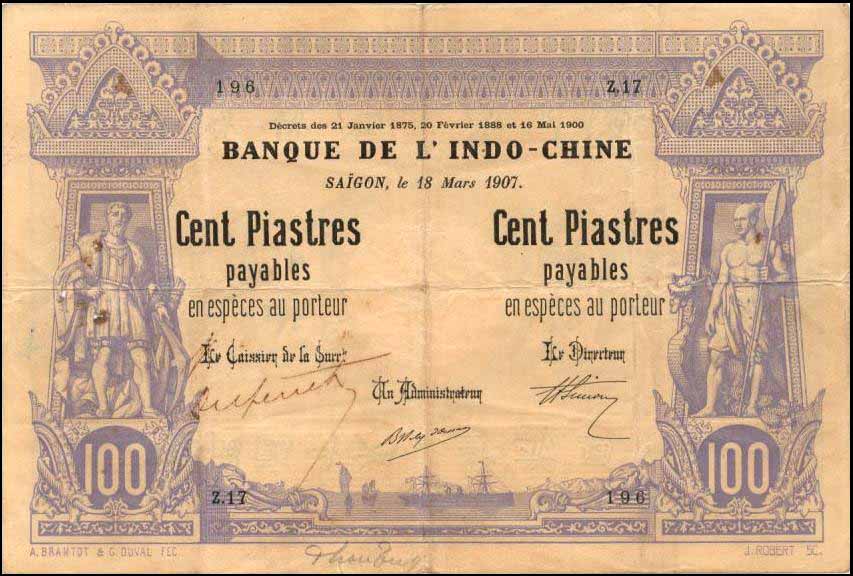 196 Z.17
Décrets des 21 Janvier 1875, 20 Février 1888 et 16 Mai 1900
BANQUE DE L'INDO-CHINE
SAÏGON, le 18 Mars 1907.
Cent Piastres
payables
en espèces au porteur
Cent Piastres
payables
en espèces au porteur
Le Caissier de la Surrle
Un Administrateur
Le Directeur
100 100
Z.17 196
A. BRAMTOT & G. DUVAL FEC. J. ROBERT SC.